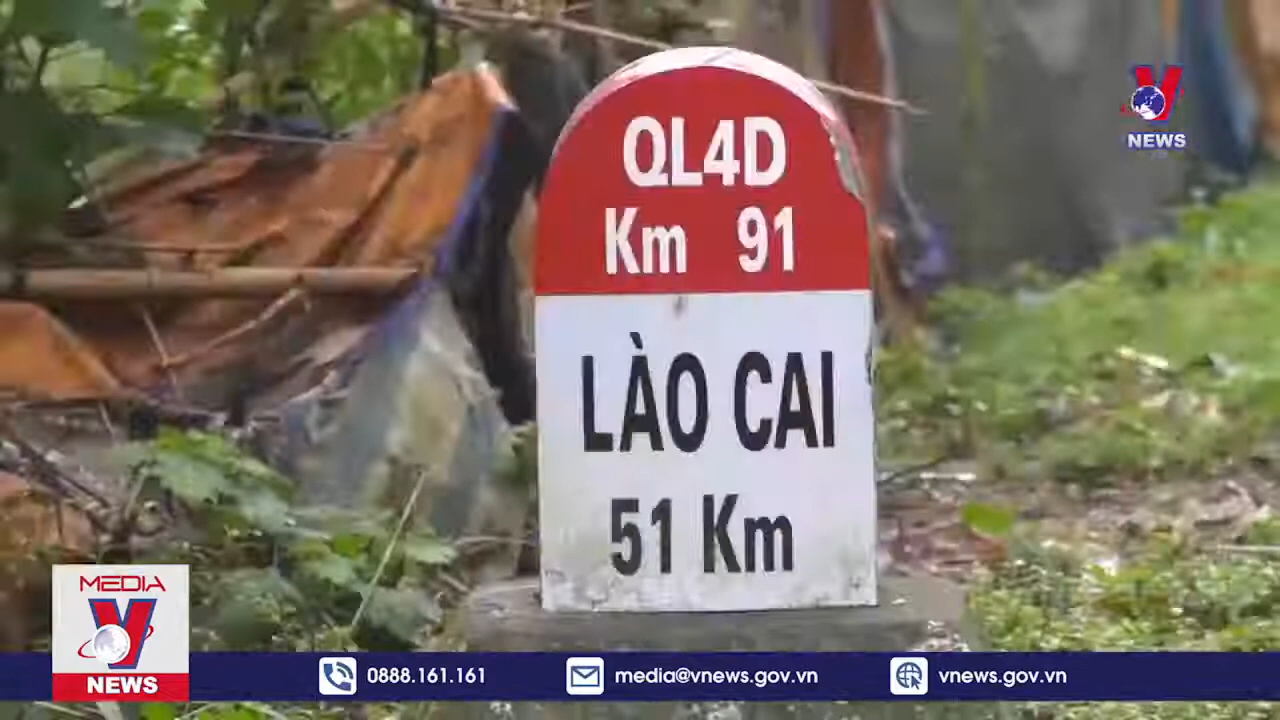 QL4D
Km 91
LÀO CAI
51 Km
V
NEWS
MEDIA
V
NEWS
0888.161.161
media@vnews.gov.vn
vnews.gov.vn